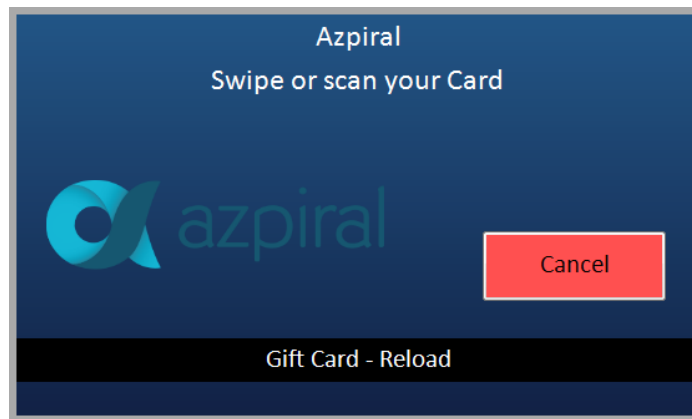 Azpiral
Swipe or scan your Card
azpiral
Cancel
Gift Card - Reload